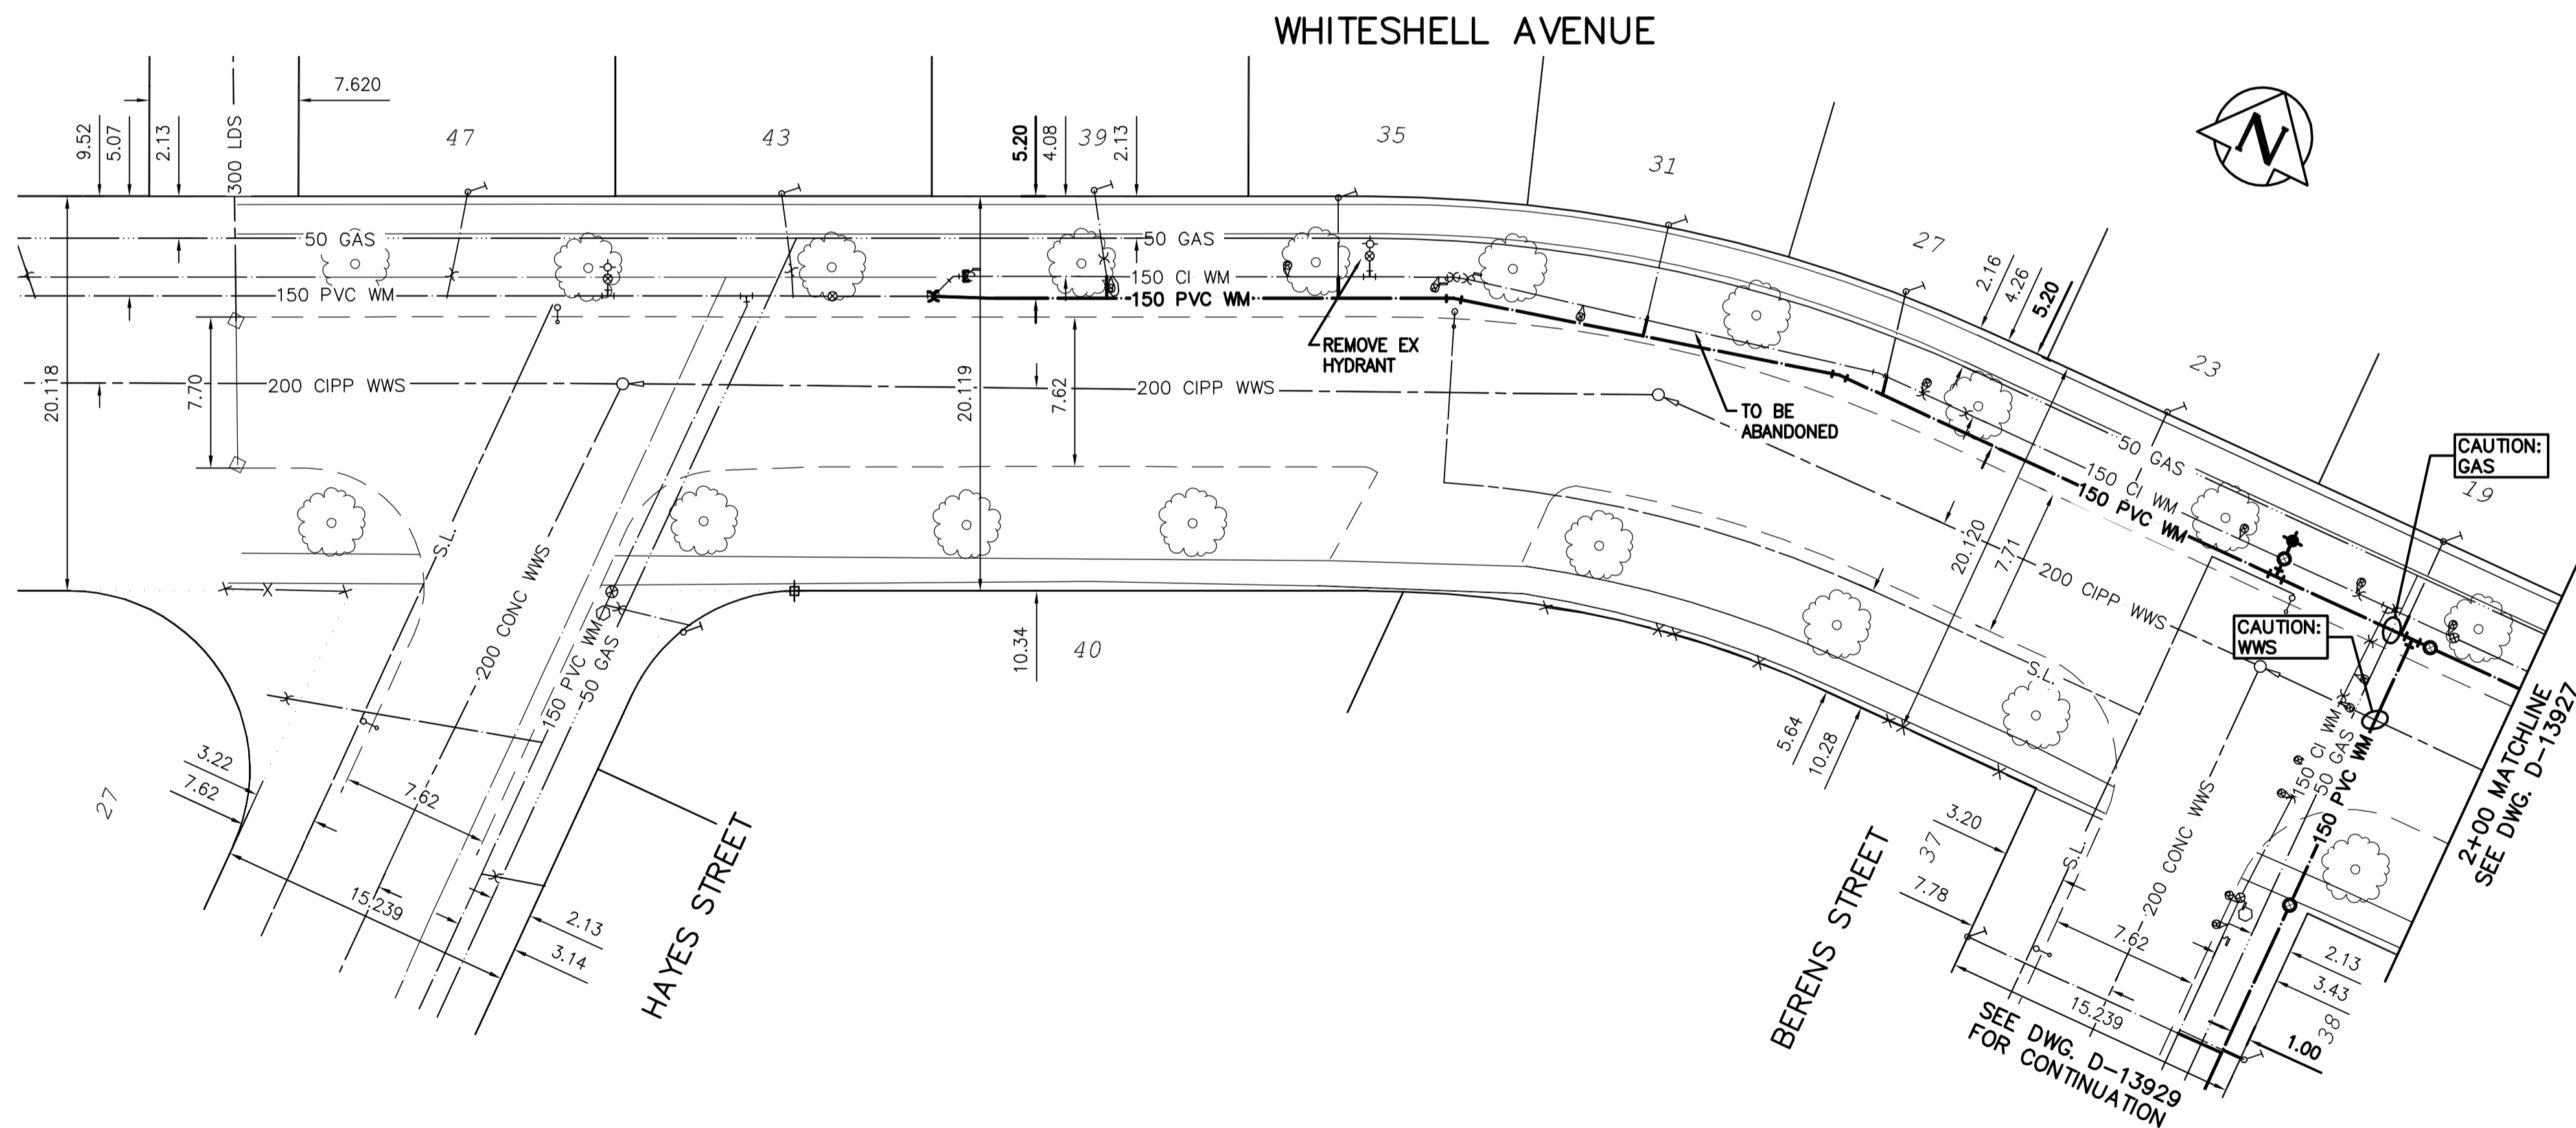 WHITESHELL AVENUE
7.620
9.52
5.07
2.13
300 LDS
47
43
5.20
4.08
39
2.13
35
31
27
2.16
4.26
5.20
23
N
50 GAS
50 GAS
150 CI WM
150 PVC WM
150 PVC WM
REMOVE EX
HYDRANT
20.118
7.70
200 CIPP WWS
20.119
7.62
200 CIPP WWS
TO BE
ABANDONED
50 GAS
150 CI WM
150 PVC WM
CAUTION:
GAS
19
20.120
7.71
200 CIPP WWS
CAUTION:
WWS
S.L.
200 CONC WWS
150 PVC WM
50 GAS
10.34
40
S.L.
5.64
10.28
150 CI WM
50 GAS
150 PVC WM
2+00 MATCHLINE
SEE DWG. D-13927
27
3.22
7.62
7.62
15.239
2.13
3.14
HAYES STREET
3.20
37
7.78
BERENS STREET
S.L.
200 CONC WWS
7.62
15.239
2.13
3.43
38
1.00
SEE DWG. D-13929
FOR CONTINUATION